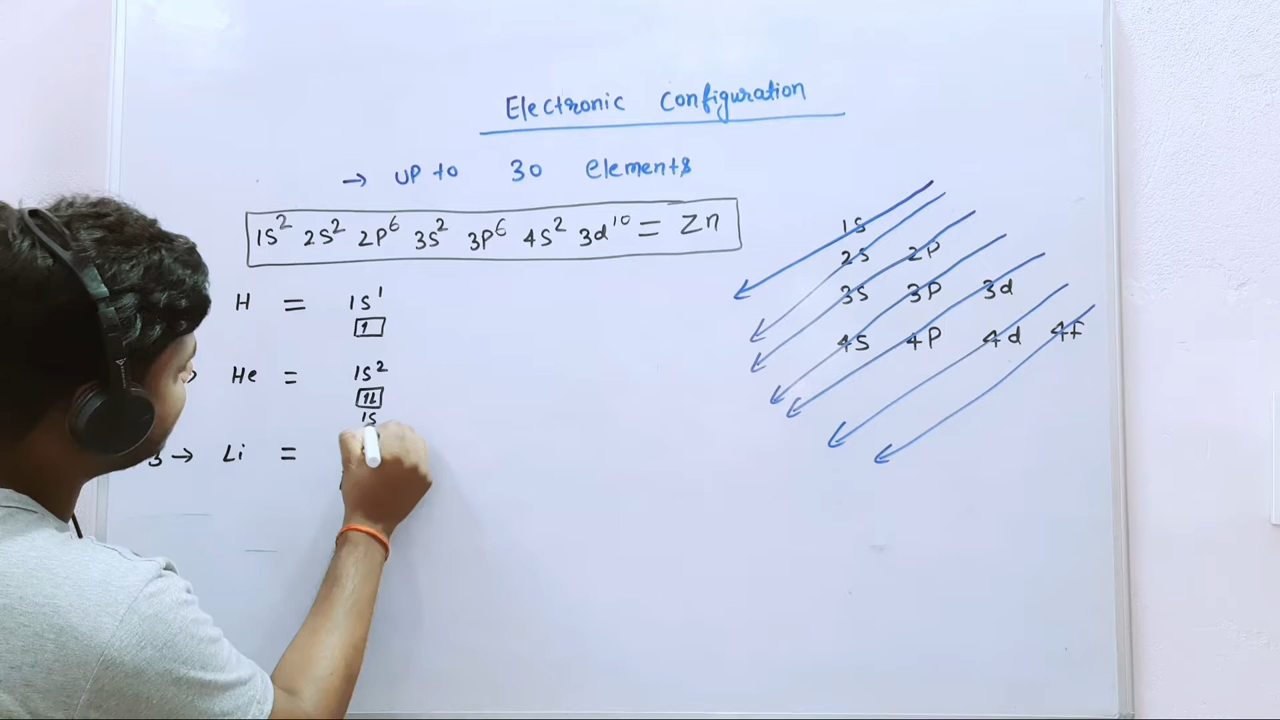 Electronic Configuration
→ UP to 30 elements
1S² 2S² 2P⁶ 3S² 3P⁶ 4S² 3d¹⁰ = Zn
H = 1S¹
1
He = 1S²
1L
1S
3 → Li =
1S
2S 2P
3S 3P 3d
4S 4P 4d 4f